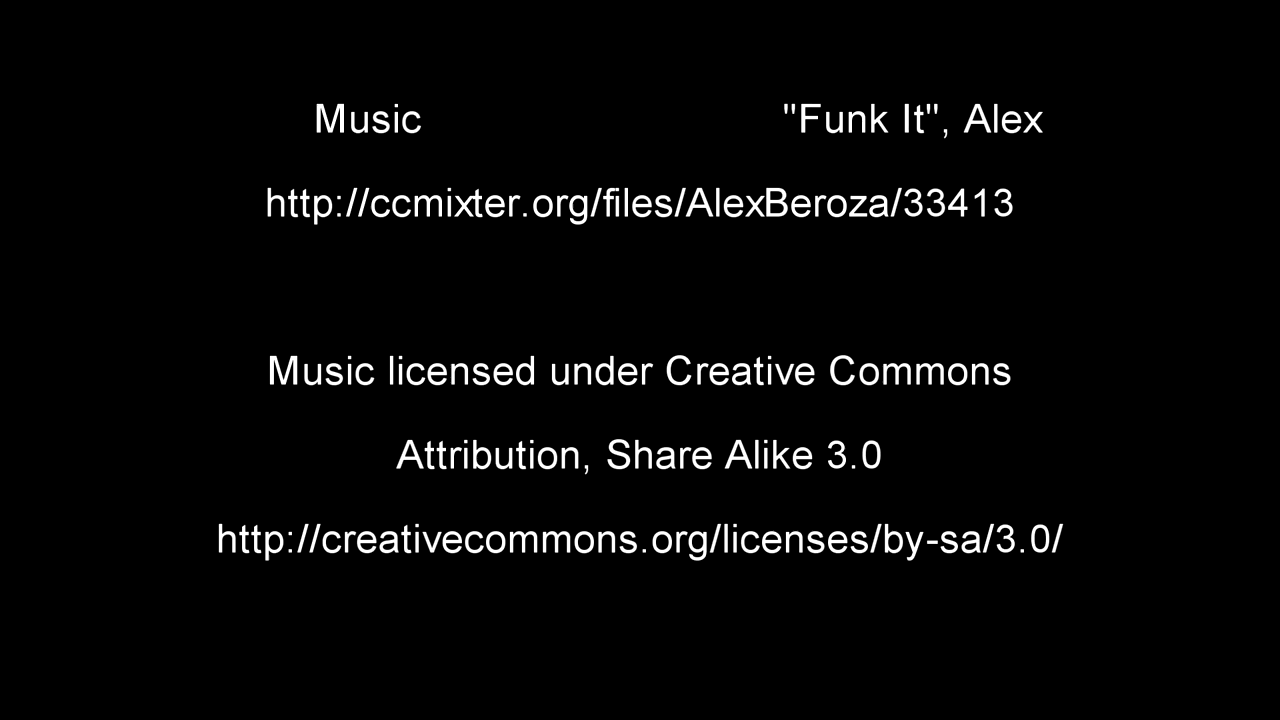 Music "Funk It", Alex
http://ccmixter.org/files/AlexBeroza/33413
Music licensed under Creative Commons
Attribution, Share Alike 3.0
http://creativecommons.org/licenses/by-sa/3.0/